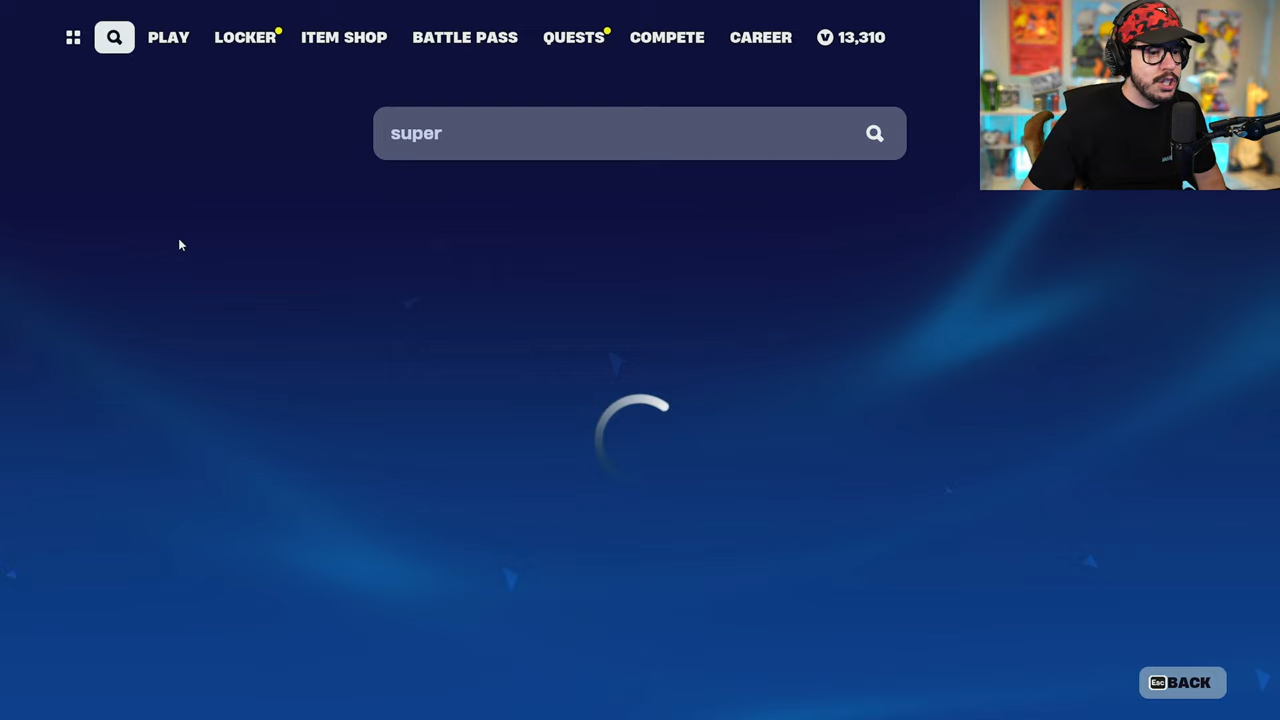 PLAY LOCKER ITEM SHOP BATTLE PASS QUESTS COMPETE CAREER V 13,310
super
Esc BACK